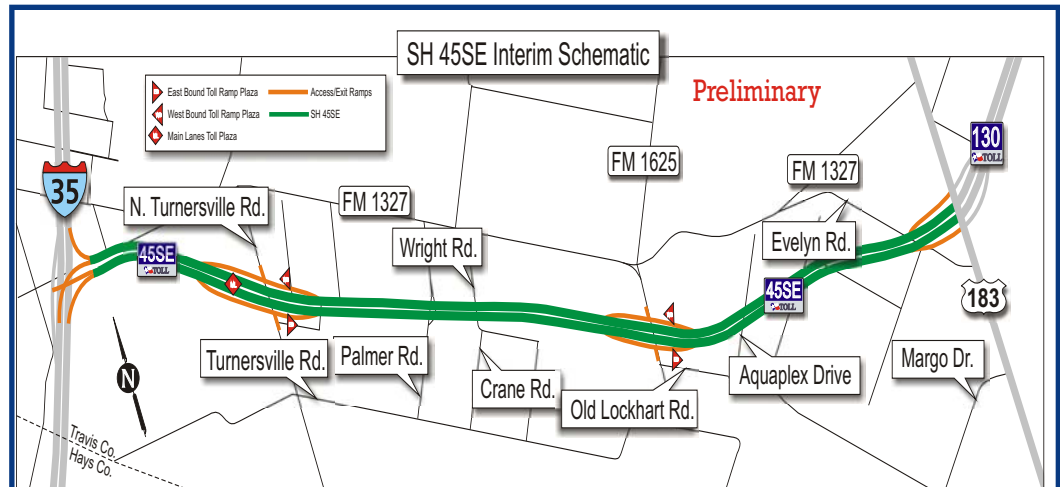 SH 45SE Interim Schematic
Preliminary
East Bound Toll Ramp Plaza
Access/Exit Ramps
West Bound Toll Ramp Plaza
SH 45SE
Main Lanes Toll Plaza
35
130
TOLL
FM 1625
FM 1327
N. Turnersville Rd.
FM 1327
Wright Rd.
Evelyn Rd.
45SE
TOLL
45SE
TOLL
183
Turnersville Rd.
Palmer Rd.
Crane Rd.
Old Lockhart Rd.
Aquaplex Drive
Margo Dr.
N
Travis Co.
Hays Co.